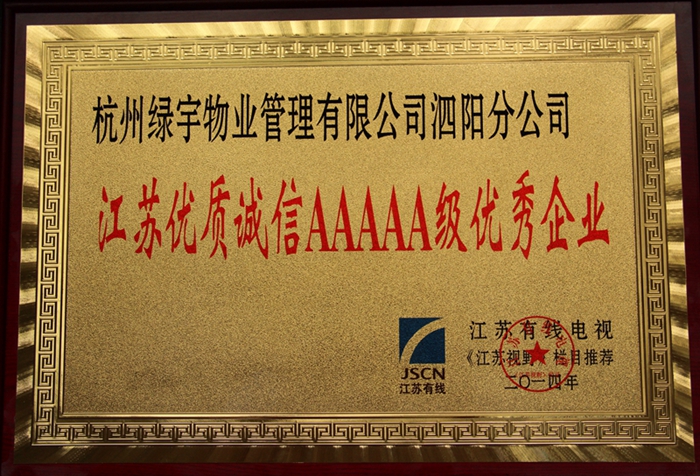 杭州绿宇物业管理有限公司泗阳分公司
江苏优质诚信AAAAA级优秀企业
JSCN
江苏有线
江苏有线电视
《江苏视野》栏目推荐
二〇一四年